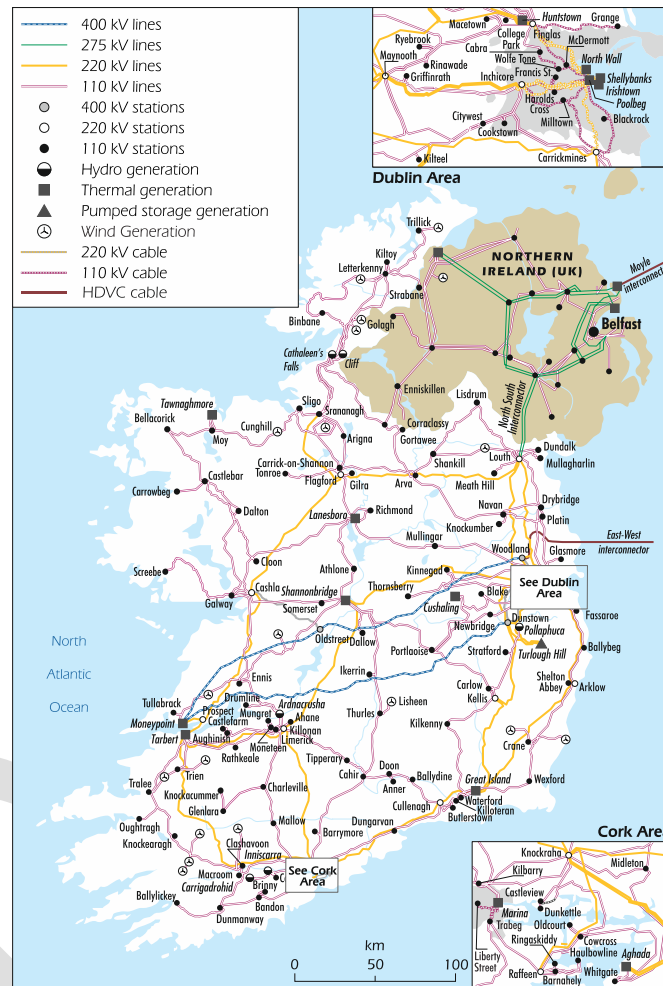 400 kV lines
275 kV lines
220 kV lines
110 kV lines
400 kV stations
220 kV stations
110 kV stations
Hydro generation
Thermal generation
Pumped storage generation
Wind Generation
220 kV cable
110 kV cable
HDVC cable
Huntstown
Macetown
College
Park
Finglas
Grange
Ryebrook
Cabra
McDermott
Maynooth
Wolfe Tone
North Wall
Rinawade
Francis St.
Griffinrath
Inchicore
Shellybanks
Irishtown
Poolbeg
Harolds
Cross
Milltown
Blackrock
Citywest
Cookstown
Kilteel
Carrickmines
Dublin Area
Trillick
NORTHERN
IRELAND (UK)
Kiltoy
Letterkenny
Moyle
interconnector
Strabane
Binbane
Golagh
Belfast
Cathaleen's
Falls
Cliff
North South
Interconnector
Enniskillen
Lisdrum
Tawnaghmore
Sligo
Srananagh
Bellacorick
Cunghill
Moy
Corraclassy
Gortawee
Arigna
Dundalk
Louth
Mullagharlin
Shankill
Carrick-on-Shannon
Tonroe
Flagford
Gilra
Arva
Meath Hill
Castlebar
Carrowbeg
Dalton
Lanesboro
Richmond
Navan
Knockumber
Drybridge
Platin
Mullingar
East-West
interconnector
Woodland
Glasmore
Screebe
Cloon
Athlone
Kinnegad
See Dublin
Area
Cashla
Shannonbridge
Thornsberry
Galway
Somerset
Cushaling
Blake
Newbridge
Dunstown
Pollaphuca
Fassaroe
North
Atlantic
Ocean
Oldstreet
Dallow
Portlaoise
Stratford
Turlough Hill
Ballybeg
Ennis
Ikerrin
Carlow
Kellis
Shelton
Abbey
Arklow
Tullabrack
Drumline
Ardnacrusha
Lisheen
Prospect
Mungret
Ahane
Thurles
Moneypoint
Castlefarm
Killonan
Kilkenny
Tarbert
Aughinish
Limerick
Moneteen
Crane
Rathkeale
Tipperary
Trien
Cahir
Doon
Anner
Ballydine
Great Island
Wexford
Tralee
Knockacummer
Charleville
Glenlara
Cullenagh
Waterford
Killoteran
Butlerstown
Oughtragh
Mallow
Dungarvan
Knockearagh
Barrymore
Clashavoon
Inniscarra
Macroom
Carrigadrohid
See Cork
Area
Brinny
Bandon
Ballylickey
Dunmanway
Cork Area
Knockraha
Kilbarry
Midleton
Castleview
Marina
Dunkettle
Trabeg
Oldcourt
Cowcross
Ringaskiddy
Haulbowline
Aghada
Liberty
Street
Raffeen
Barnahely
Whitgate
km
0 50 100